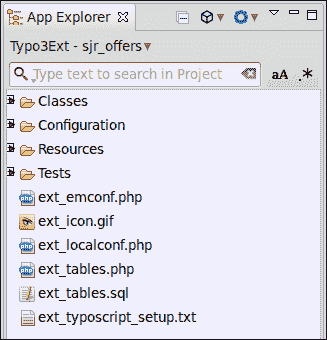 App Explorer
Typo3Ext - sjr_offers
Type text to search in Project
aA .*
Classes
Configuration
Resources
Tests
ext_emconf.php
ext_icon.gif
ext_localconf.php
ext_tables.php
ext_tables.sql
ext_typoscript_setup.txt